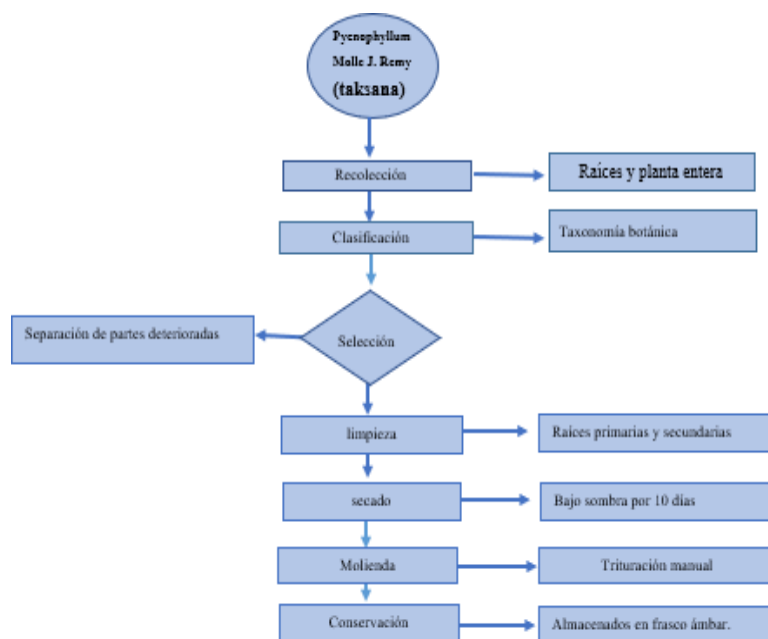 Pycnophyllum
Molle J. Remy
(taksana)
Recolección
Raíces y planta entera
Clasificación
Taxonomía botánica
Separación de partes deterioradas
Selección
limpieza
Raíces primarias y secundarias
secado
Bajo sombra por 10 días
Molienda
Trituración manual
Conservación
Almacenados en frasco ámbar.